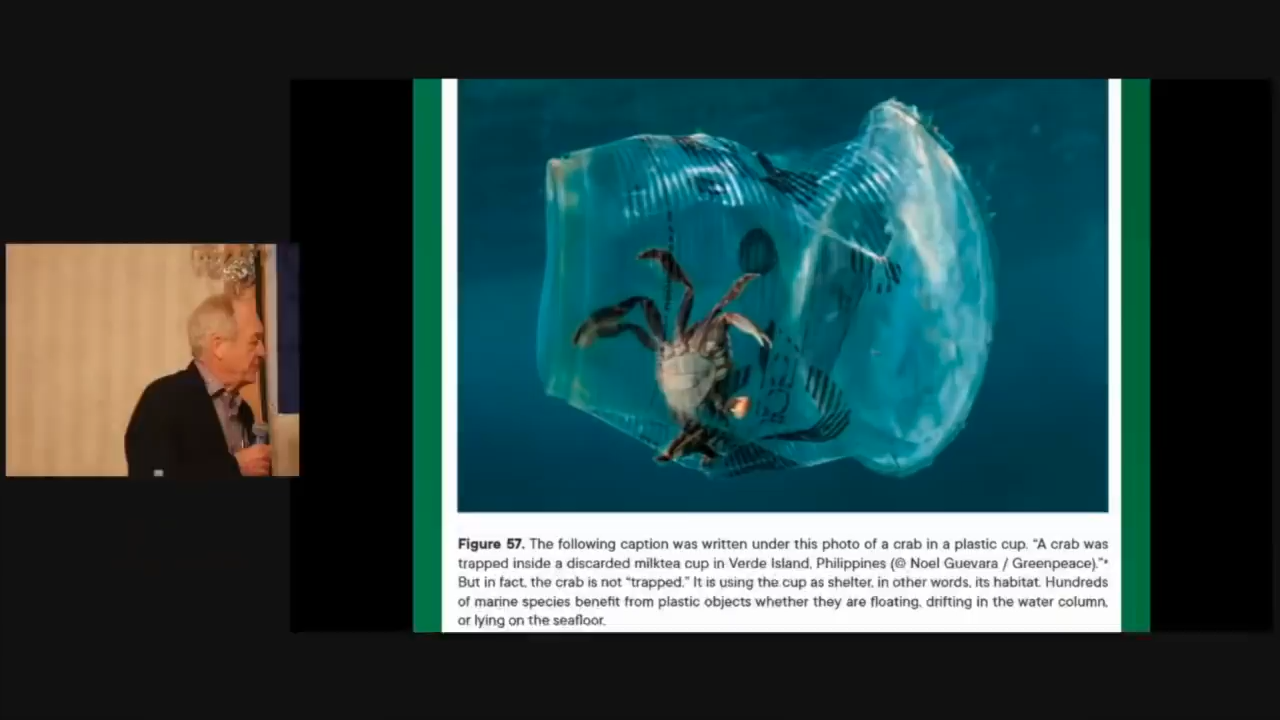 Figure 57. The following caption was written under this photo of a crab in a plastic cup. “A crab was
trapped inside a discarded milktea cup in Verde Island, Philippines (© Noel Guevara / Greenpeace).”*
But in fact, the crab is not “trapped.” It is using the cup as shelter, in other words, its habitat. Hundreds
of marine species benefit from plastic objects whether they are floating, drifting in the water column,
or lying on the seafloor.